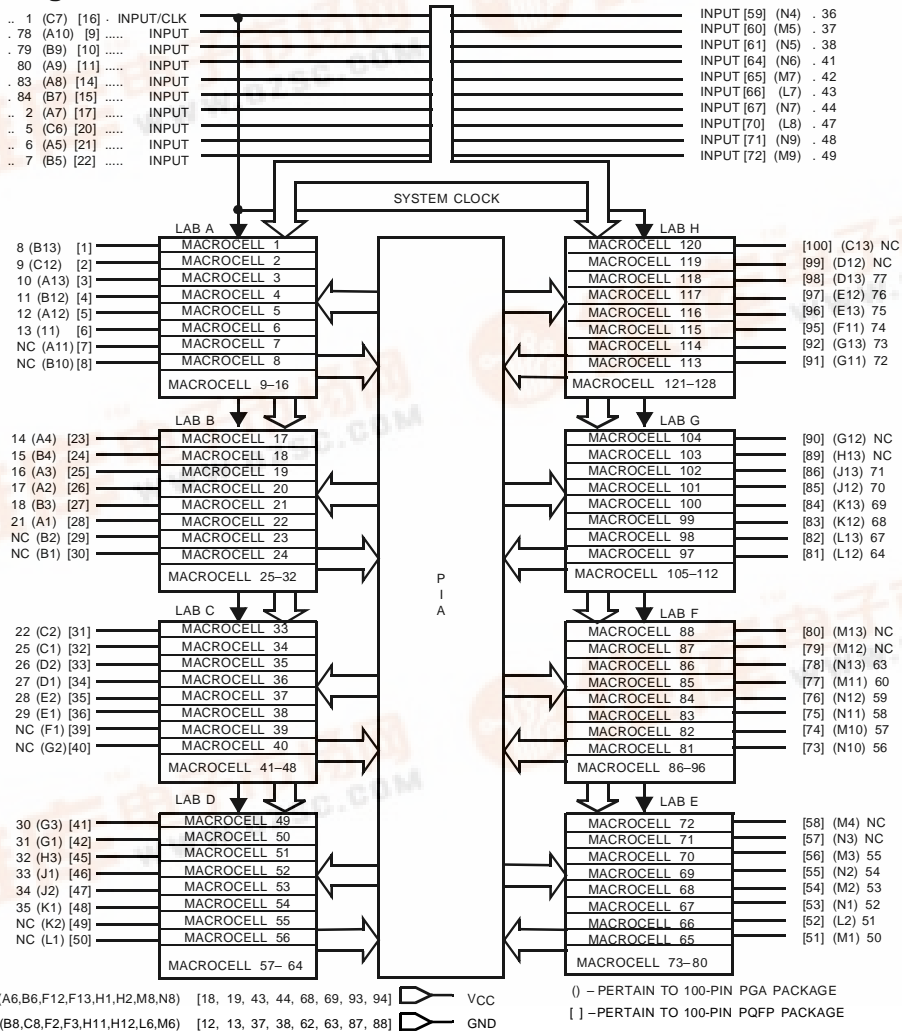 .. 1 (C7) [16] . INPUT/CLK
. 78 (A10) [9] ..... INPUT
. 79 (B9) [10] ..... INPUT
80 (A9) [11] ..... INPUT
. 83 (A8) [14] ..... INPUT
. 84 (B7) [15] ..... INPUT
.. 2 (A7) [17] ..... INPUT
.. 5 (C6) [20] ..... INPUT
.. 6 (A5) [21] ..... INPUT
.. 7 (B5) [22] ..... INPUT
INPUT [59] (N4) . 36
INPUT [60] (M5) . 37
INPUT [61] (N5) . 38
INPUT [64] (N6) . 41
INPUT [65] (M7) . 42
INPUT [66] (L7) . 43
INPUT [67] (N7) . 44
INPUT [70] (L8) . 47
INPUT [71] (N9) . 48
INPUT [72] (M9) . 49
SYSTEM CLOCK
LAB A
8 (B13) [1] MACROCELL 1
9 (C12) [2] MACROCELL 2
10 (A13) [3] MACROCELL 3
11 (B12) [4] MACROCELL 4
12 (A12) [5] MACROCELL 5
13 (11) [6] MACROCELL 6
NC (A11) [7] MACROCELL 7
NC (B10) [8] MACROCELL 8
MACROCELL 9–16
LAB B
14 (A4) [23] MACROCELL 17
15 (B4) [24] MACROCELL 18
16 (A3) [25] MACROCELL 19
17 (A2) [26] MACROCELL 20
18 (B3) [27] MACROCELL 21
21 (A1) [28] MACROCELL 22
NC (B2) [29] MACROCELL 23
NC (B1) [30] MACROCELL 24
MACROCELL 25–32
LAB C
22 (C2) [31] MACROCELL 33
25 (C1) [32] MACROCELL 34
26 (D2) [33] MACROCELL 35
27 (D1) [34] MACROCELL 36
28 (E2) [35] MACROCELL 37
29 (E1) [36] MACROCELL 38
NC (F1) [39] MACROCELL 39
NC (G2) [40] MACROCELL 40
MACROCELL 41–48
LAB D
30 (G3) [41] MACROCELL 49
31 (G1) [42] MACROCELL 50
32 (H3) [45] MACROCELL 51
33 (J1) [46] MACROCELL 52
34 (J2) [47] MACROCELL 53
35 (K1) [48] MACROCELL 54
NC (K2) [49] MACROCELL 55
NC (L1) [50] MACROCELL 56
MACROCELL 57– 64
P
I
A
LAB H
MACROCELL 120 [100] (C13) NC
MACROCELL 119 [99] (D12) NC
MACROCELL 118 [98] (D13) 77
MACROCELL 117 [97] (E12) 76
MACROCELL 116 [96] (E13) 75
MACROCELL 115 [95] (F11) 74
MACROCELL 114 [92] (G13) 73
MACROCELL 113 [91] (G11) 72
MACROCELL 121–128
LAB G
MACROCELL 104 [90] (G12) NC
MACROCELL 103 [89] (H13) NC
MACROCELL 102 [86] (J13) 71
MACROCELL 101 [85] (J12) 70
MACROCELL 100 [84] (K13) 69
MACROCELL 99 [83] (K12) 68
MACROCELL 98 [82] (L13) 67
MACROCELL 97 [81] (L12) 64
MACROCELL 105–112
LAB F
MACROCELL 88 [80] (M13) NC
MACROCELL 87 [79] (M12) NC
MACROCELL 86 [78] (N13) 63
MACROCELL 85 [77] (M11) 60
MACROCELL 84 [76] (N12) 59
MACROCELL 83 [75] (N11) 58
MACROCELL 82 [74] (M10) 57
MACROCELL 81 [73] (N10) 56
MACROCELL 86–96
LAB E
MACROCELL 72 [58] (M4) NC
MACROCELL 71 [57] (N3) NC
MACROCELL 70 [56] (M3) 55
MACROCELL 69 [55] (N2) 54
MACROCELL 68 [54] (M2) 53
MACROCELL 67 [53] (N1) 52
MACROCELL 66 [52] (L2) 51
MACROCELL 65 [51] (M1) 50
MACROCELL 73–80
(A6,B6,F12,F13,H1,H2,M8,N8) [18, 19, 43, 44, 68, 69, 93, 94] VCC
(B8,C8,F2,F3,H11,H12,L6,M6) [12, 13, 37, 38, 62, 63, 87, 88] GND
() – PERTAIN TO 100-PIN PGA PACKAGE
[ ] – PERTAIN TO 100-PIN PQFP PACKAGE